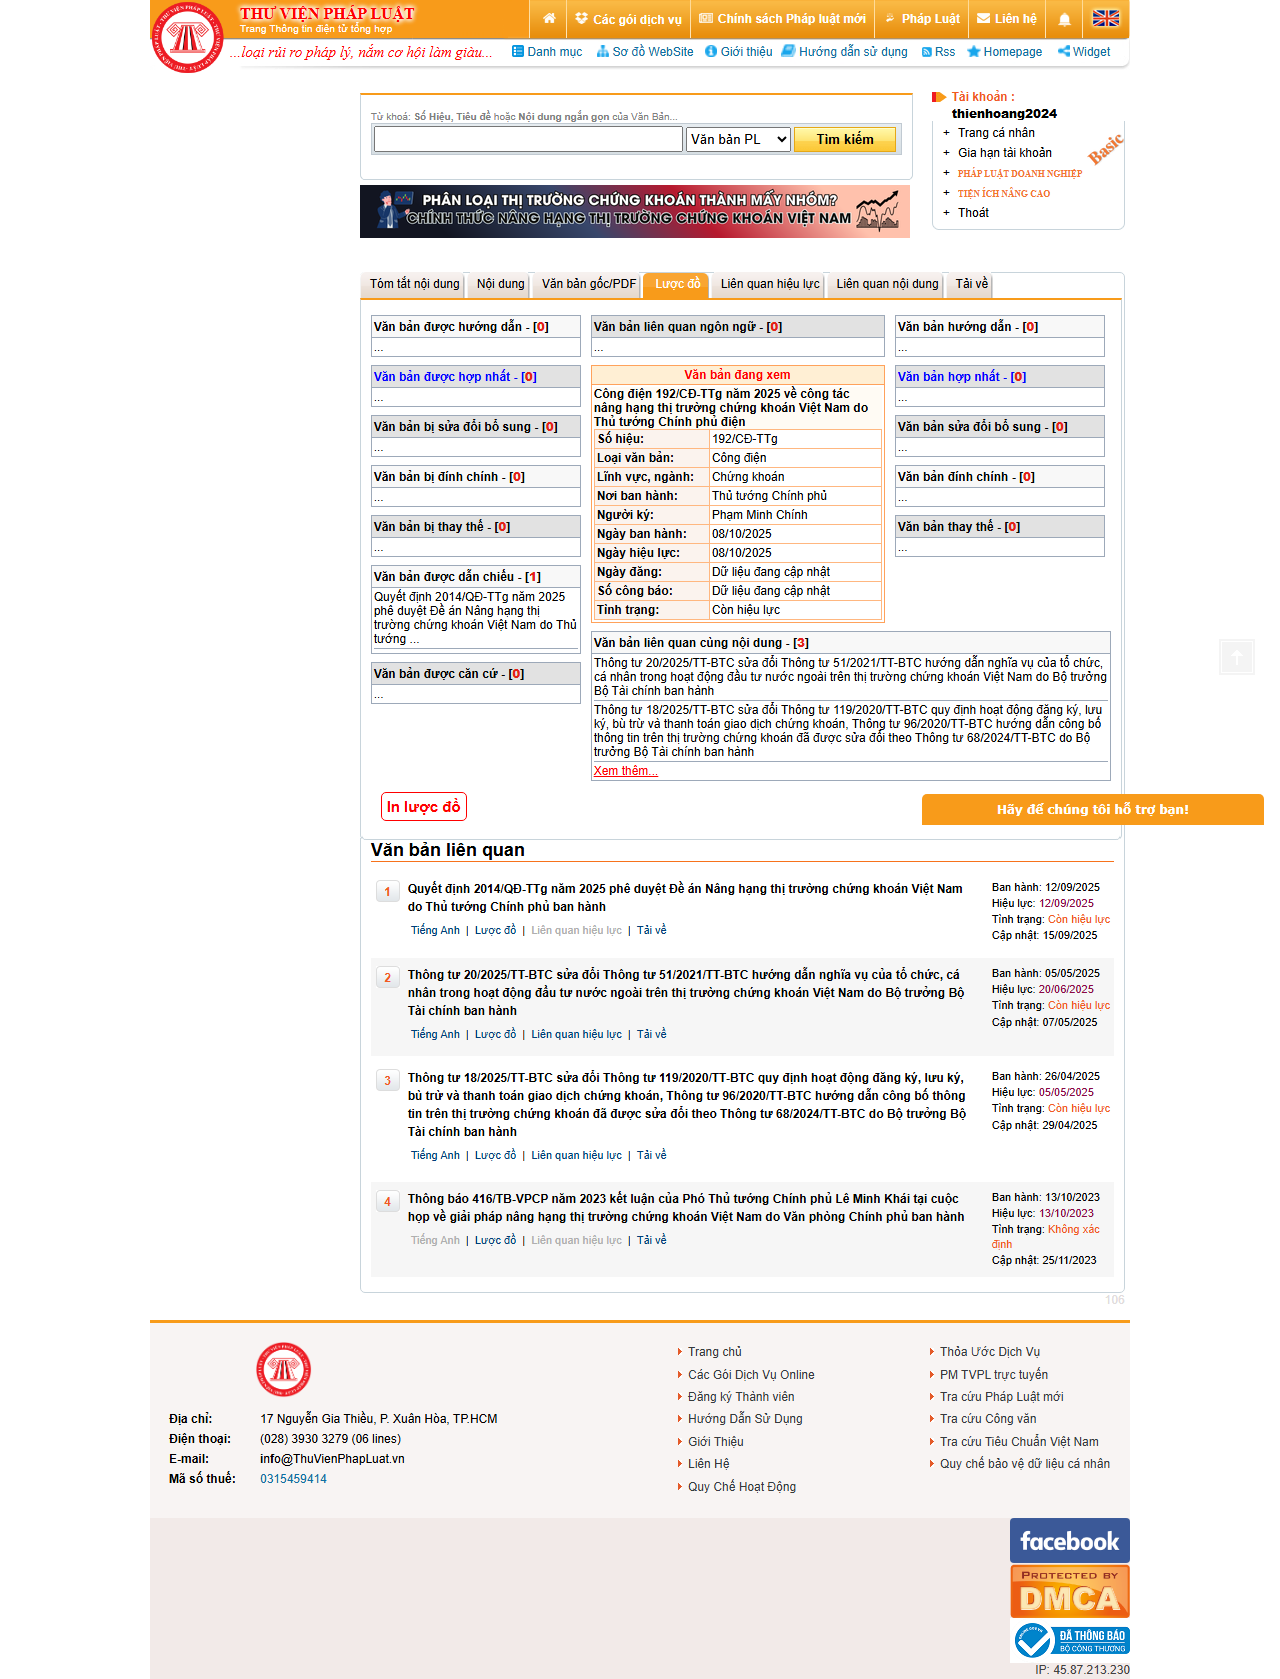 THƯ VIỆN PHÁP LUẬT
Trang Thông tin điện tử tổng hợp
Các gói dịch vụ
Chính sách Pháp luật mới
Pháp Luật
Liên hệ
...loại rủi ro pháp lý, nắm cơ hội làm giàu...
Danh mục
Sơ đồ WebSite
Giới thiệu
Hướng dẫn sử dụng
Rss
Homepage
Widget
Từ khoá: Số Hiệu, Tiêu đề hoặc Nội dung ngắn gọn của Văn Bản...
Văn bản PL
Tìm kiếm
PHÂN LOẠI THỊ TRƯỜNG CHỨNG KHOÁN THÀNH MẤY NHÓM?
CHÍNH THỨC NÂNG HẠNG THỊ TRƯỜNG CHỨNG KHOÁN VIỆT NAM
Tài khoản :
thienhoang2024
+ Trang cá nhân
+ Gia hạn tài khoản
+ PHÁP LUẬT DOANH NGHIỆP
+ TIỆN ÍCH NÂNG CAO
+ Thoát
Basic
Tóm tắt nội dung
Nội dung
Văn bản gốc/PDF
Lược đồ
Liên quan hiệu lực
Liên quan nội dung
Tải về
Văn bản được hướng dẫn - [0]
...
Văn bản được hợp nhất - [0]
...
Văn bản bị sửa đổi bổ sung - [0]
...
Văn bản bị đính chính - [0]
...
Văn bản bị thay thế - [0]
...
Văn bản được dẫn chiếu - [1]
Quyết định 2014/QĐ-TTg năm 2025
phê duyệt Đề án Nâng hạng thị
trường chứng khoán Việt Nam do Thủ
tướng ...
Văn bản được căn cứ - [0]
...
Văn bản liên quan ngôn ngữ - [0]
...
Văn bản đang xem
Công điện 192/CĐ-TTg năm 2025 về công tác
nâng hạng thị trường chứng khoán Việt Nam do
Thủ tướng Chính phủ điện
Số hiệu: 192/CĐ-TTg
Loại văn bản: Công điện
Lĩnh vực, ngành: Chứng khoán
Nơi ban hành: Thủ tướng Chính phủ
Người ký: Phạm Minh Chính
Ngày ban hành: 08/10/2025
Ngày hiệu lực: 08/10/2025
Ngày đăng: Dữ liệu đang cập nhật
Số công báo: Dữ liệu đang cập nhật
Tình trạng: Còn hiệu lực
Văn bản hướng dẫn - [0]
...
Văn bản hợp nhất - [0]
...
Văn bản sửa đổi bổ sung - [0]
...
Văn bản đính chính - [0]
...
Văn bản thay thế - [0]
...
Văn bản liên quan cùng nội dung - [3]
Thông tư 20/2025/TT-BTC sửa đổi Thông tư 51/2021/TT-BTC hướng dẫn nghĩa vụ của tổ chức,
cá nhân trong hoạt động đầu tư nước ngoài trên thị trường chứng khoán Việt Nam do Bộ trưởng
Bộ Tài chính ban hành
Thông tư 18/2025/TT-BTC sửa đổi Thông tư 119/2020/TT-BTC quy định hoạt động đăng ký, lưu
ký, bù trừ và thanh toán giao dịch chứng khoán, Thông tư 96/2020/TT-BTC hướng dẫn công bố
thông tin trên thị trường chứng khoán đã được sửa đổi theo Thông tư 68/2024/TT-BTC do Bộ
trưởng Bộ Tài chính ban hành
Xem thêm...
In lược đồ
Hãy để chúng tôi hỗ trợ bạn!
Văn bản liên quan
1
Quyết định 2014/QĐ-TTg năm 2025 phê duyệt Đề án Nâng hạng thị trường chứng khoán Việt Nam
do Thủ tướng Chính phủ ban hành
Tiếng Anh | Lược đồ | Liên quan hiệu lực | Tải về
Ban hành: 12/09/2025
Hiệu lực: 12/09/2025
Tình trạng: Còn hiệu lực
Cập nhật: 15/09/2025
2
Thông tư 20/2025/TT-BTC sửa đổi Thông tư 51/2021/TT-BTC hướng dẫn nghĩa vụ của tổ chức, cá
nhân trong hoạt động đầu tư nước ngoài trên thị trường chứng khoán Việt Nam do Bộ trưởng Bộ
Tài chính ban hành
Tiếng Anh | Lược đồ | Liên quan hiệu lực | Tải về
Ban hành: 05/05/2025
Hiệu lực: 20/06/2025
Tình trạng: Còn hiệu lực
Cập nhật: 07/05/2025
3
Thông tư 18/2025/TT-BTC sửa đổi Thông tư 119/2020/TT-BTC quy định hoạt động đăng ký, lưu ký,
bù trừ và thanh toán giao dịch chứng khoán, Thông tư 96/2020/TT-BTC hướng dẫn công bố thông
tin trên thị trường chứng khoán đã được sửa đổi theo Thông tư 68/2024/TT-BTC do Bộ trưởng Bộ
Tài chính ban hành
Tiếng Anh | Lược đồ | Liên quan hiệu lực | Tải về
Ban hành: 26/04/2025
Hiệu lực: 05/05/2025
Tình trạng: Còn hiệu lực
Cập nhật: 29/04/2025
4
Thông báo 416/TB-VPCP năm 2023 kết luận của Phó Thủ tướng Chính phủ Lê Minh Khái tại cuộc
họp về giải pháp nâng hạng thị trường chứng khoán Việt Nam do Văn phòng Chính phủ ban hành
Tiếng Anh | Lược đồ | Liên quan hiệu lực | Tải về
Ban hành: 13/10/2023
Hiệu lực: 13/10/2023
Tình trạng: Không xác
định
Cập nhật: 25/11/2023
106
Địa chỉ: 17 Nguyễn Gia Thiều, P. Xuân Hòa, TP.HCM
Điện thoại: (028) 3930 3279 (06 lines)
E-mail: info@ThuVienPhapLuat.vn
Mã số thuế: 0315459414
Trang chủ
Các Gói Dịch Vụ Online
Đăng ký Thành viên
Hướng Dẫn Sử Dụng
Giới Thiệu
Liên Hệ
Quy Chế Hoạt Động
Thỏa Ước Dịch Vụ
PM TVPL trực tuyến
Tra cứu Pháp Luật mới
Tra cứu Công văn
Tra cứu Tiêu Chuẩn Việt Nam
Quy chế bảo vệ dữ liệu cá nhân
facebook
PROTECTED BY
DMCA
ĐÃ THÔNG BÁO
BỘ CÔNG THƯƠNG
IP: 45.87.213.230